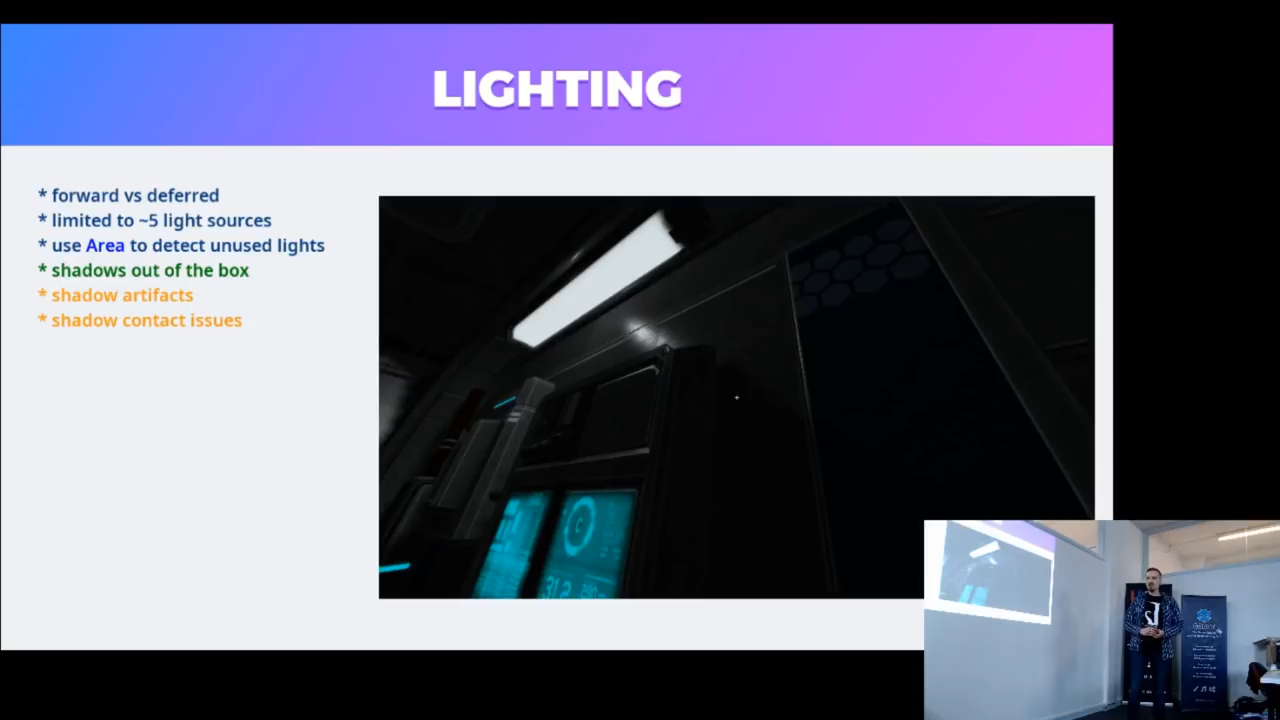 LIGHTING
* forward vs deferred
* limited to ~5 light sources
* use Area to detect unused lights
* shadows out of the box
* shadow artifacts
* shadow contact issues
C
312